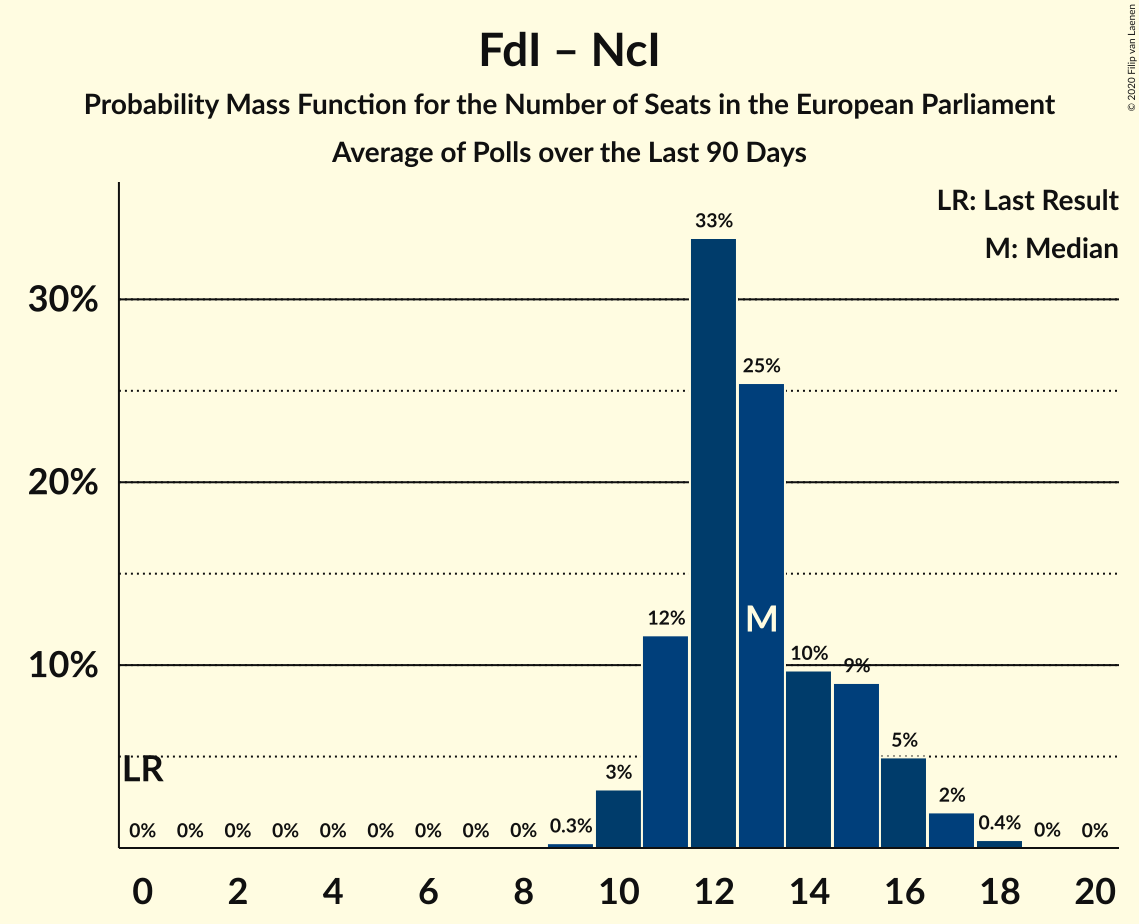 FdI – NcI
Probability Mass Function for the Number of Seats in the European Parliament
Average of Polls over the Last 90 Days
© 2020 Filip van Laenen
LR: Last Result
M: Median
33%
30%
25%
20%
12%
M
10%
10%
9%
5%
LR
3%
2%
0% 0% 0% 0% 0% 0% 0% 0% 0% 0.3% 0.4% 0% 0%
0 2 4 6 8 10 12 14 16 18 20